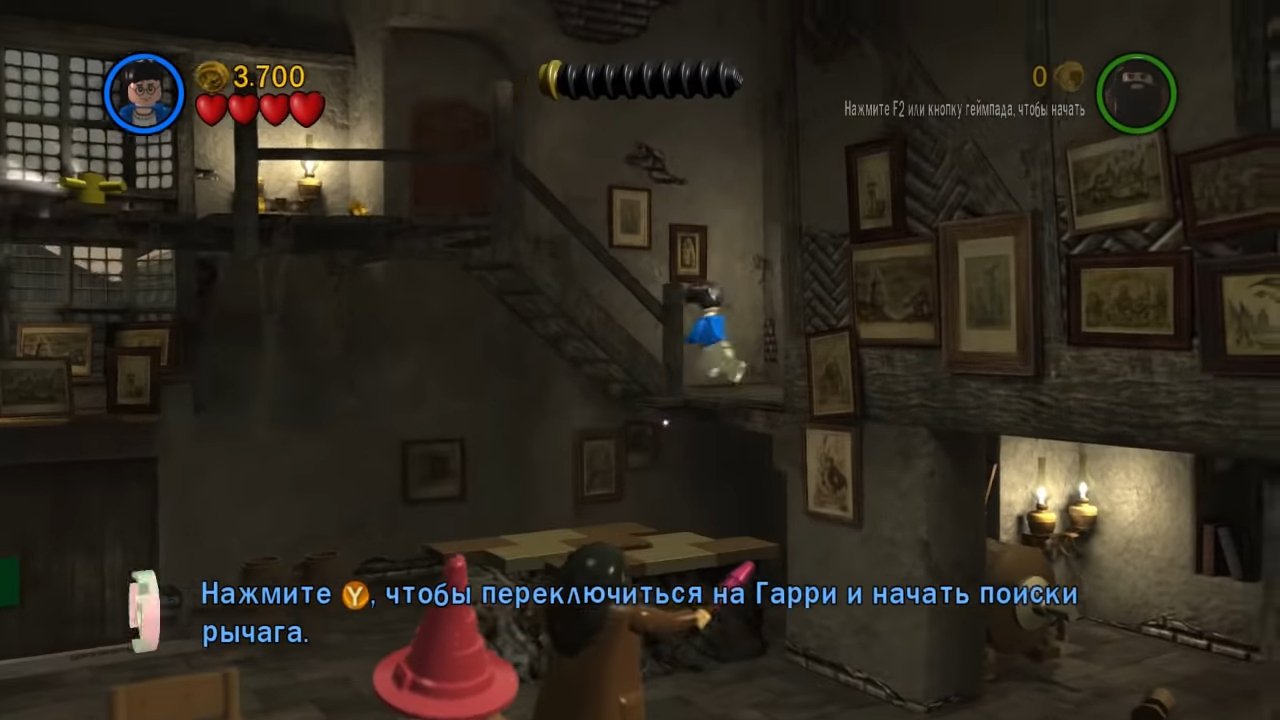 3.700
0
Нажмите F2 или кнопку геймпада, чтобы начать
Нажмите Y, чтобы переключиться на Гарри и начать поиски
рычага.